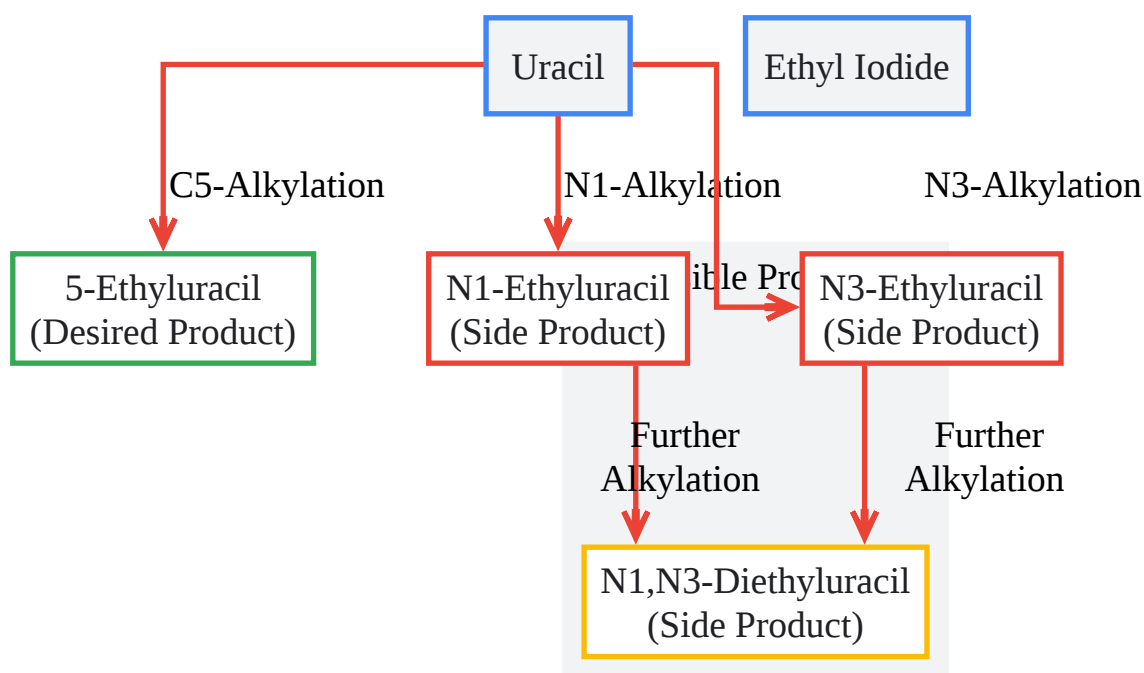 Uracil
Ethyl Iodide
C5-Alkylation
N1-Alkylation
N3-Alkylation
5-Ethyluracil
(Desired Product)
N1-Ethyluracil
(Side Product)
N3-Ethyluracil
(Side Product)
Further
Alkylation
Further
Alkylation
N1,N3-Diethyluracil
(Side Product)